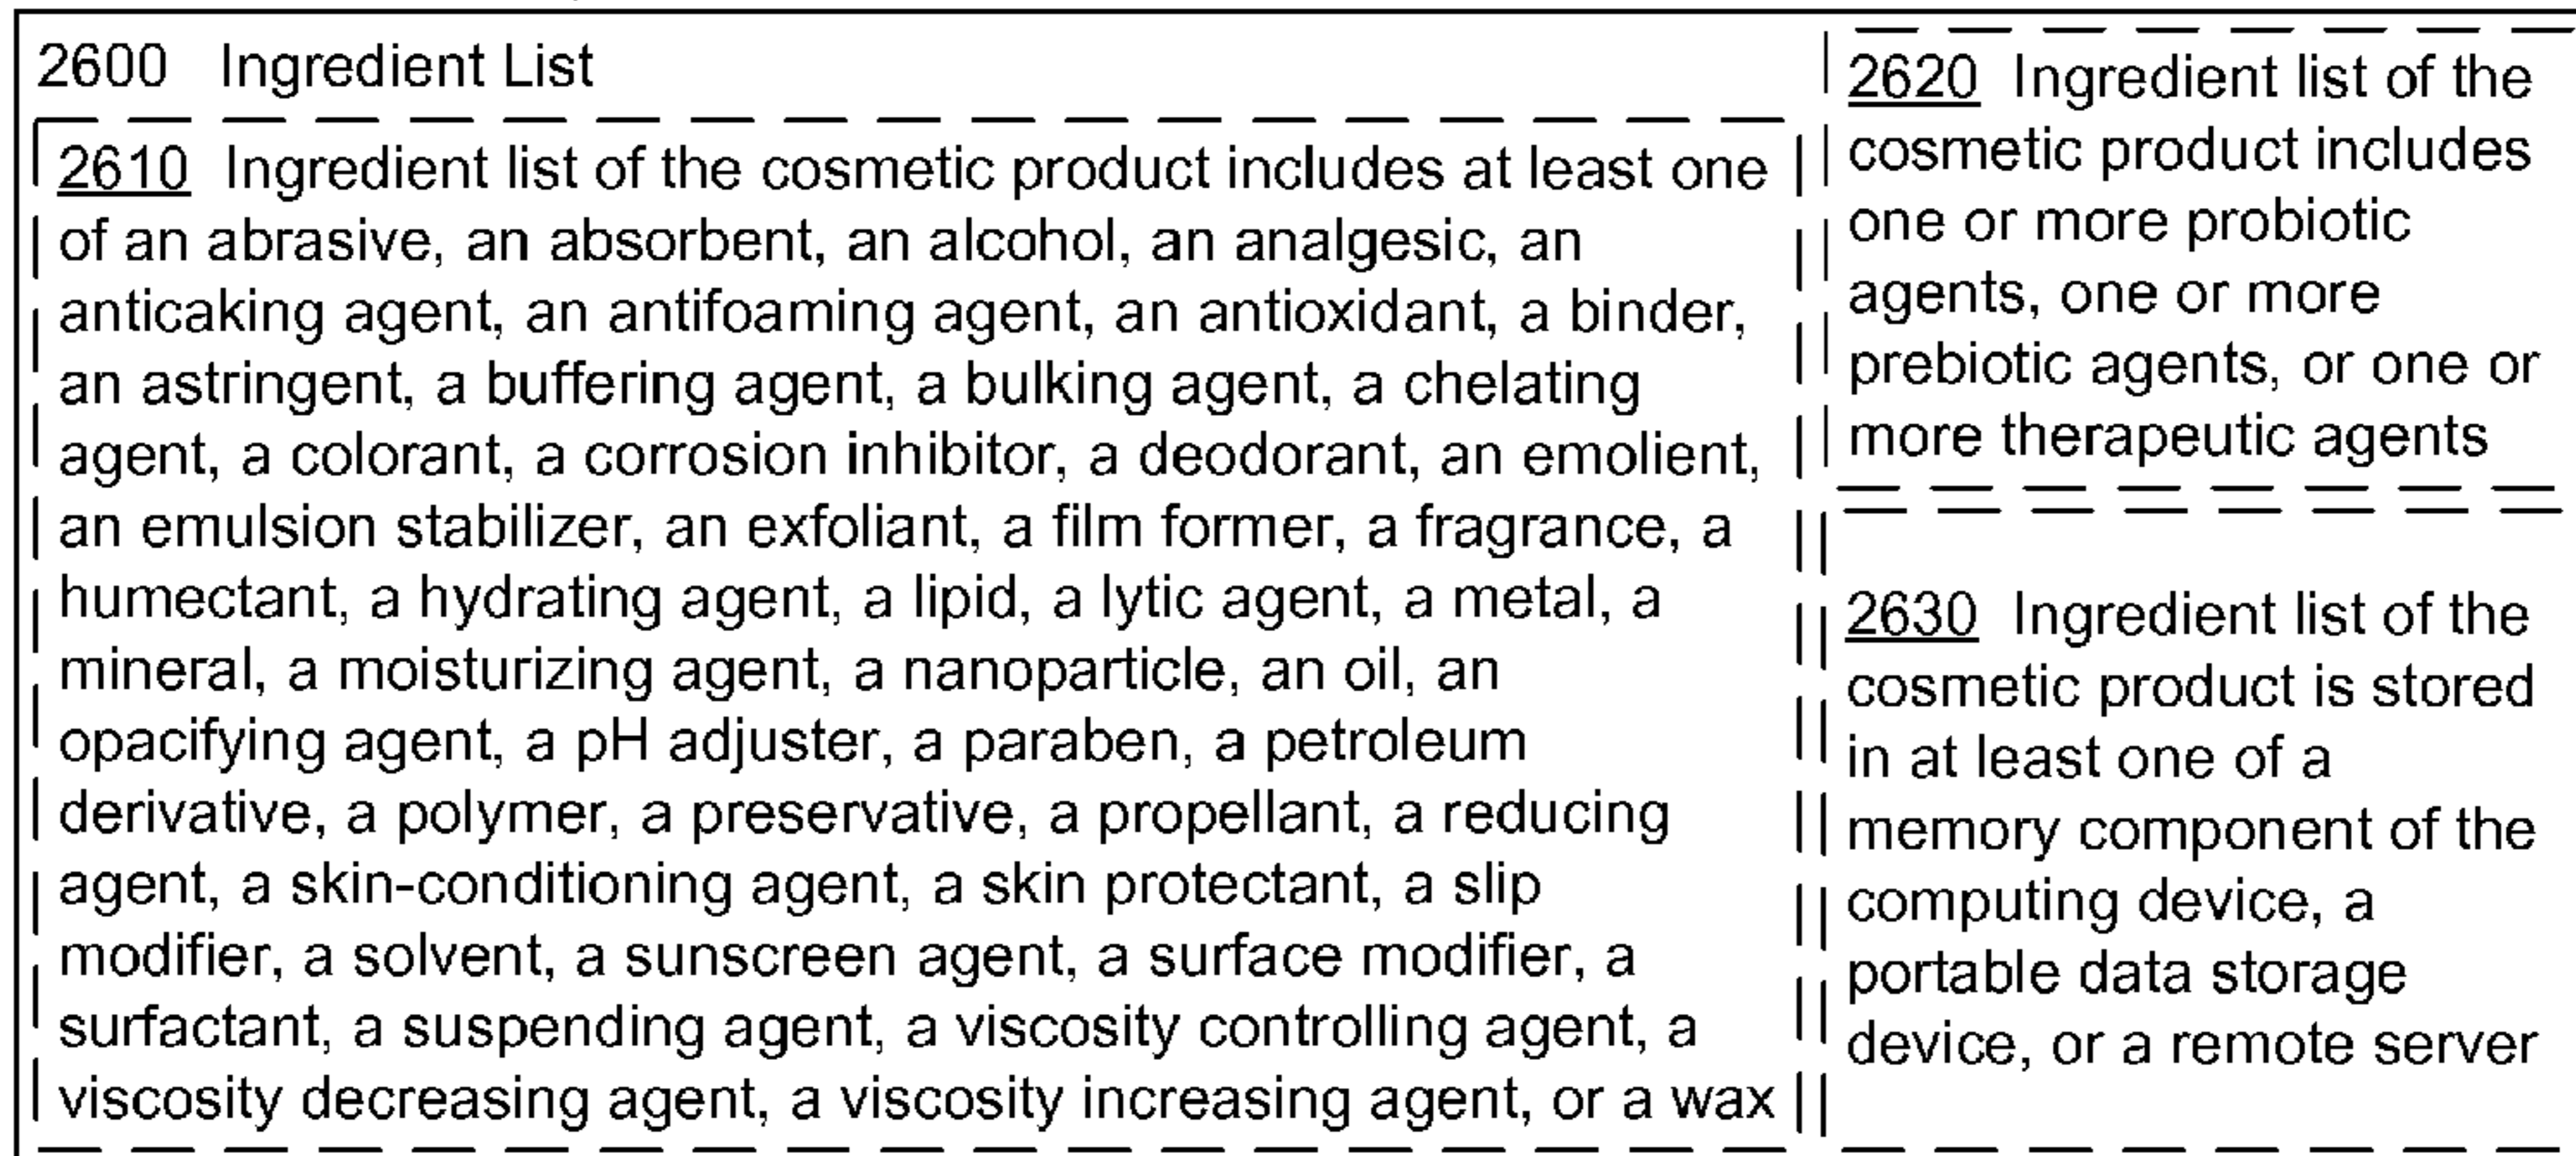 2600 Ingredient List
2610 Ingredient list of the cosmetic product includes at least one
of an abrasive, an absorbent, an alcohol, an analgesic, an
anticaking agent, an antifoaming agent, an antioxidant, a binder,
an astringent, a buffering agent, a bulking agent, a chelating
agent, a colorant, a corrosion inhibitor, a deodorant, an emolient,
an emulsion stabilizer, an exfoliant, a film former, a fragrance, a
humectant, a hydrating agent, a lipid, a lytic agent, a metal, a
mineral, a moisturizing agent, a nanoparticle, an oil, an
opacifying agent, a pH adjuster, a paraben, a petroleum
derivative, a polymer, a preservative, a propellant, a reducing
agent, a skin-conditioning agent, a skin protectant, a slip
modifier, a solvent, a sunscreen agent, a surface modifier, a
surfactant, a suspending agent, a viscosity controlling agent, a
viscosity decreasing agent, a viscosity increasing agent, or a wax
2620 Ingredient list of the
cosmetic product includes
one or more probiotic
agents, one or more
prebiotic agents, or one or
more therapeutic agents
2630 Ingredient list of the
cosmetic product is stored
in at least one of a
memory component of the
computing device, a
portable data storage
device, or a remote server